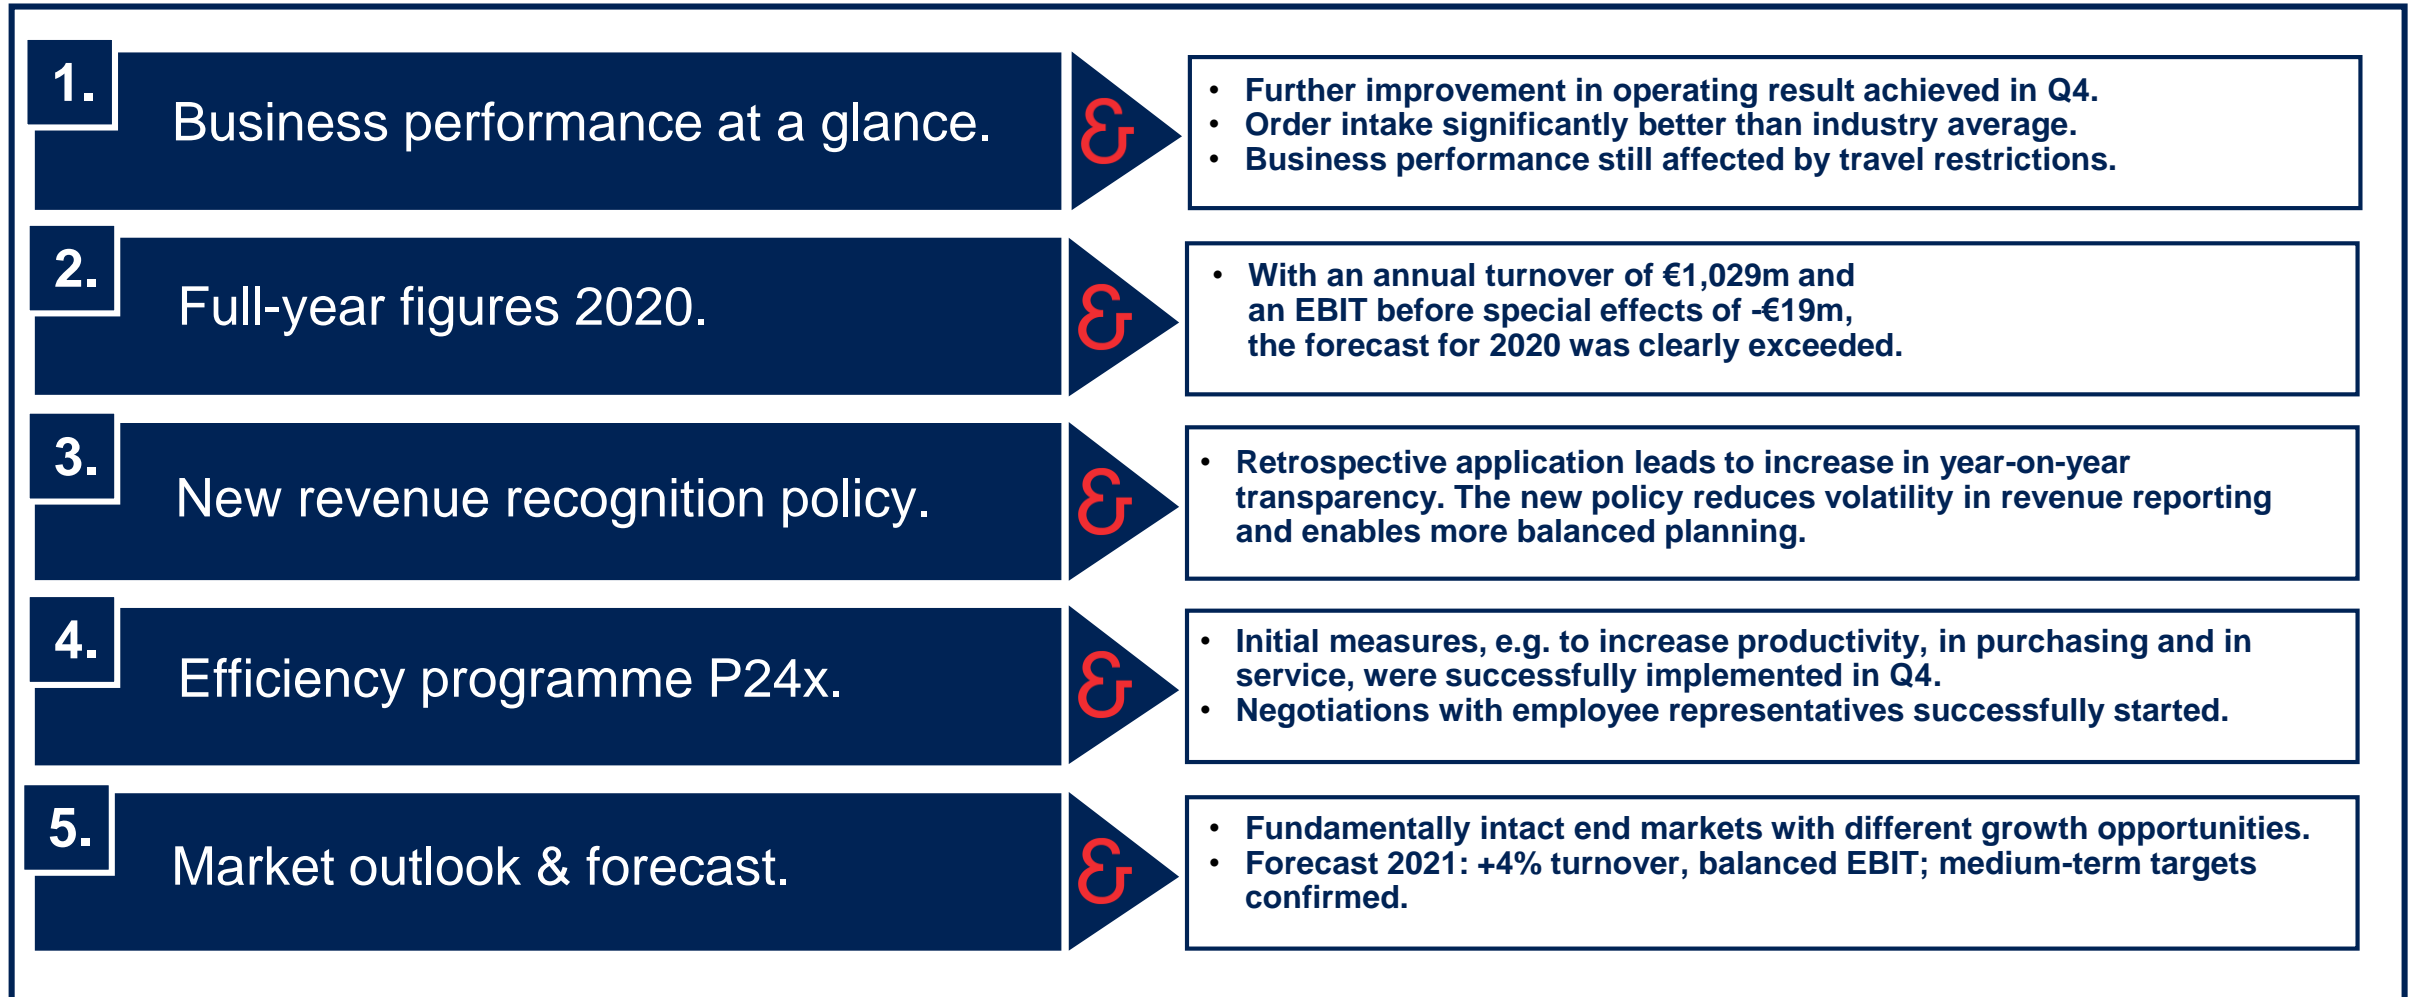 1.
Business performance at a glance.
&
• Further improvement in operating result achieved in Q4.
• Order intake significantly better than industry average.
• Business performance still affected by travel restrictions.
2.
Full-year figures 2020.
&
• With an annual turnover of €1,029m and
an EBIT before special effects of -€19m,
the forecast for 2020 was clearly exceeded.
3.
New revenue recognition policy.
&
• Retrospective application leads to increase in year-on-year
transparency. The new policy reduces volatility in revenue reporting
and enables more balanced planning.
4.
Efficiency programme P24x.
&
• Initial measures, e.g. to increase productivity, in purchasing and in
service, were successfully implemented in Q4.
• Negotiations with employee representatives successfully started.
5.
Market outlook & forecast.
&
• Fundamentally intact end markets with different growth opportunities.
• Forecast 2021: +4% turnover, balanced EBIT; medium-term targets
confirmed.